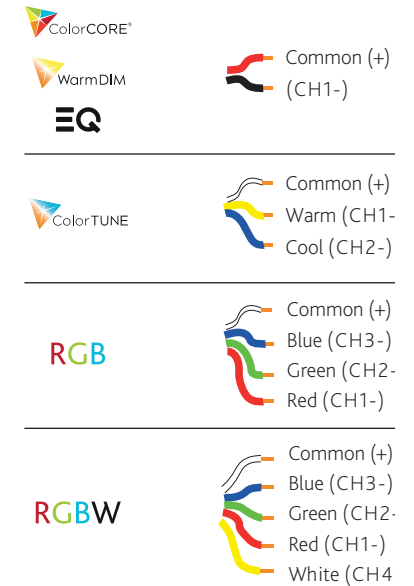 ColorCORE®
WarmDIM
EQ
Common (+)
(CH1-)
ColorTUNE
Common (+)
Warm (CH1-
Cool (CH2-)
RGB
Common (+)
Blue (CH3-)
Green (CH2-
Red (CH1-)
RGBW
Common (+)
Blue (CH3-)
Green (CH2-
Red (CH1-)
White (CH4